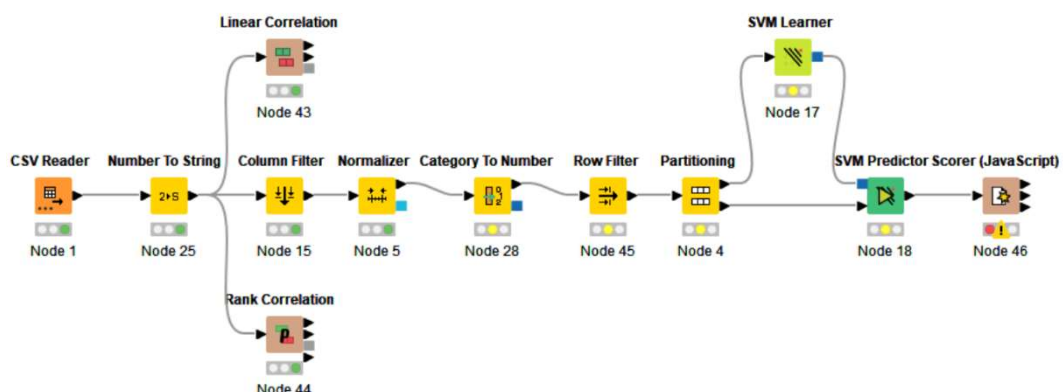 Linear Correlation
Node 43
SVM Learner
Node 17
CSV Reader
Node 1
Number To String
2▸S
Node 25
Column Filter
Node 15
Normalizer
Node 5
Category To Number
Node 28
Row Filter
Node 45
Partitioning
Node 4
SVM Predictor
Node 18
Scorer (JavaScript)
Node 46
Rank Correlation
p
Node 44